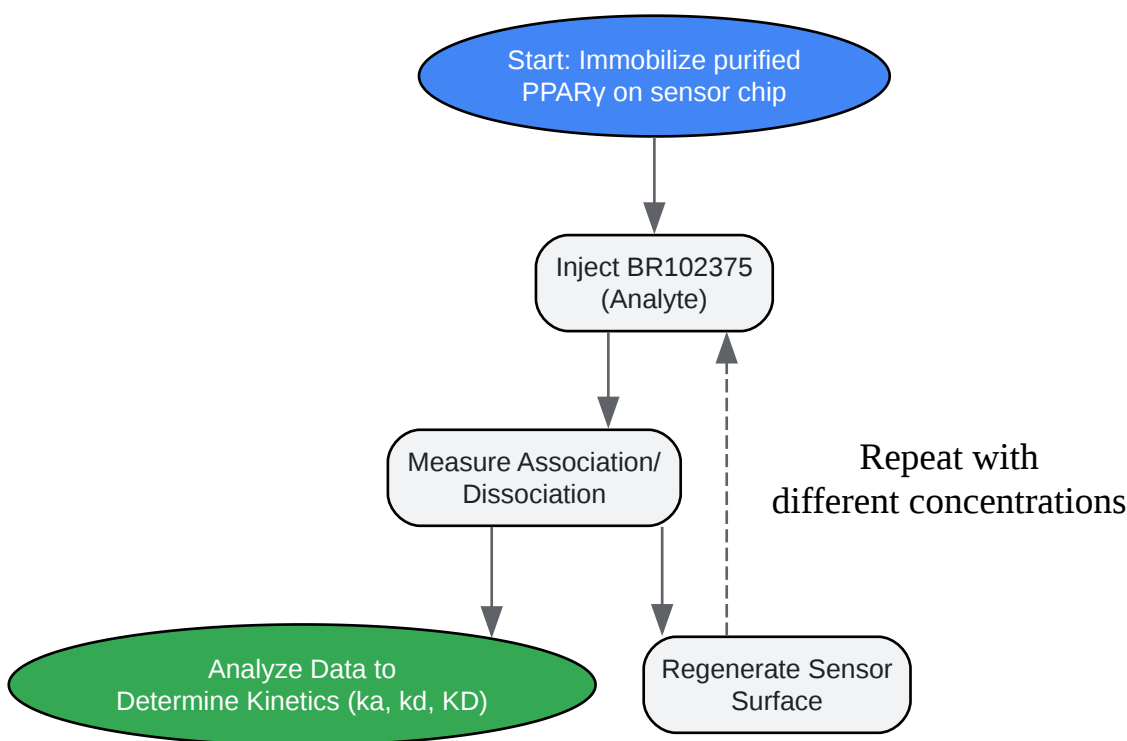 Start: Immobilize purified
PPARγ on sensor chip
Inject BR102375
(Analyte)
Measure Association/
Dissociation
Repeat with
different concentrations
Analyze Data to
Determine Kinetics (ka, kd, KD)
Regenerate Sensor
Surface